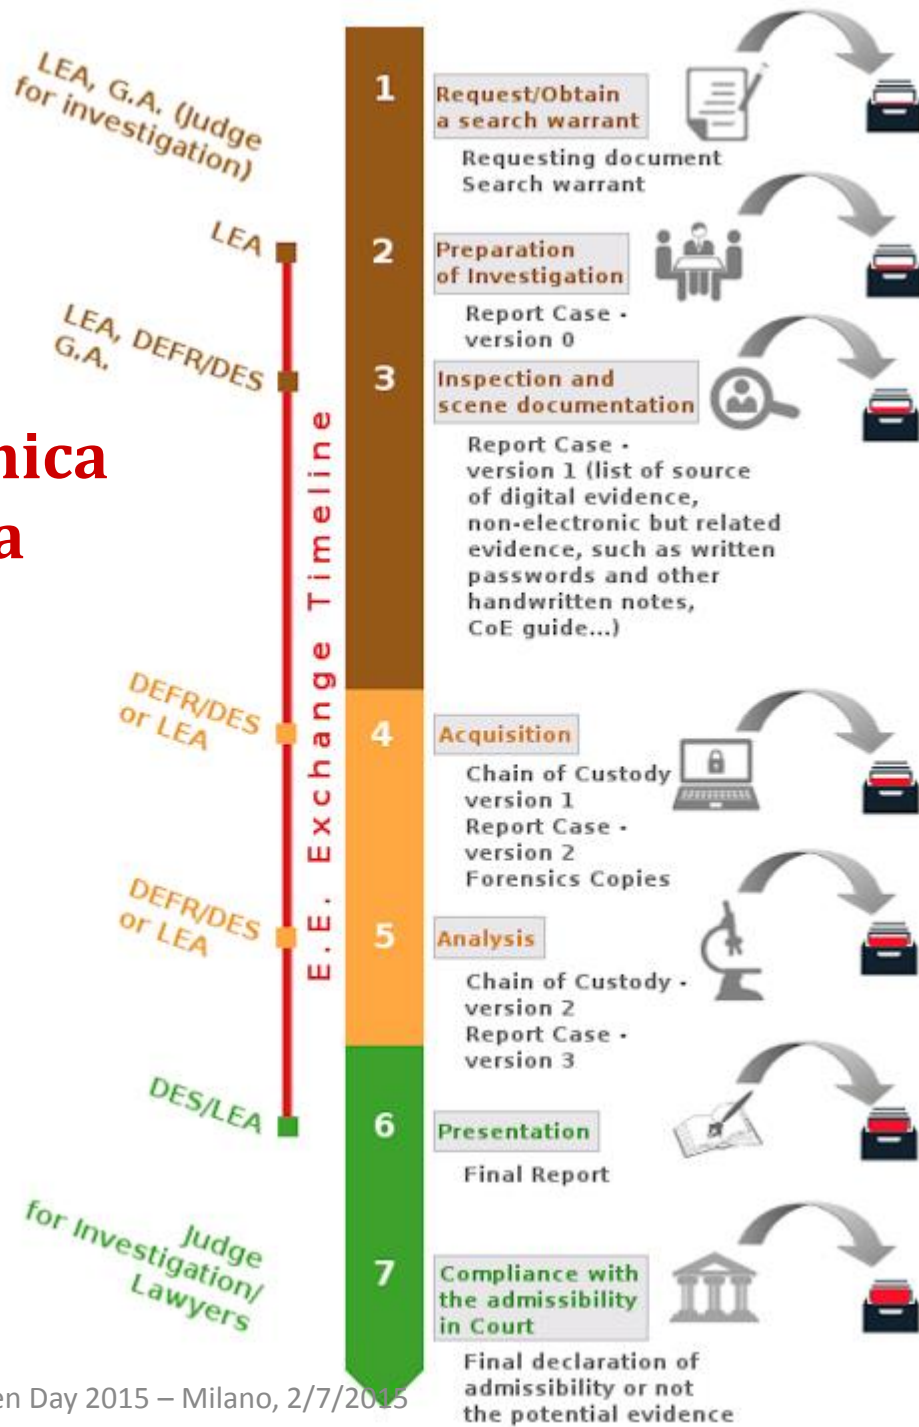 LEA, G.A. (Judge
for investigation)
1
Request/Obtain
a search warrant
Requesting document
Search warrant
LEA
2
Preparation
of Investigation
Report Case -
version 0
LEA, DEFR/DES
G.A.
3
Inspection and
scene documentation
Report Case -
version 1 (list of source
of digital evidence,
non-electronic but related
evidence, such as written
passwords and other
handwritten notes,
CoE guide...)
E.E. Exchange Timeline
DEFR/DES
or LEA
4
Acquisition
Chain of Custody
version 1
Report Case -
version 2
Forensics Copies
DEFR/DES
or LEA
5
Analysis
Chain of Custody -
version 2
Report Case -
version 3
DES/LEA
6
Presentation
Final Report
Judge
for Investigation/
Lawyers
7
Compliance with
the admissibility
in Court
Final declaration of
admissibility or not
the potential evidence
Day 2015 – Milano, 2/7/2015